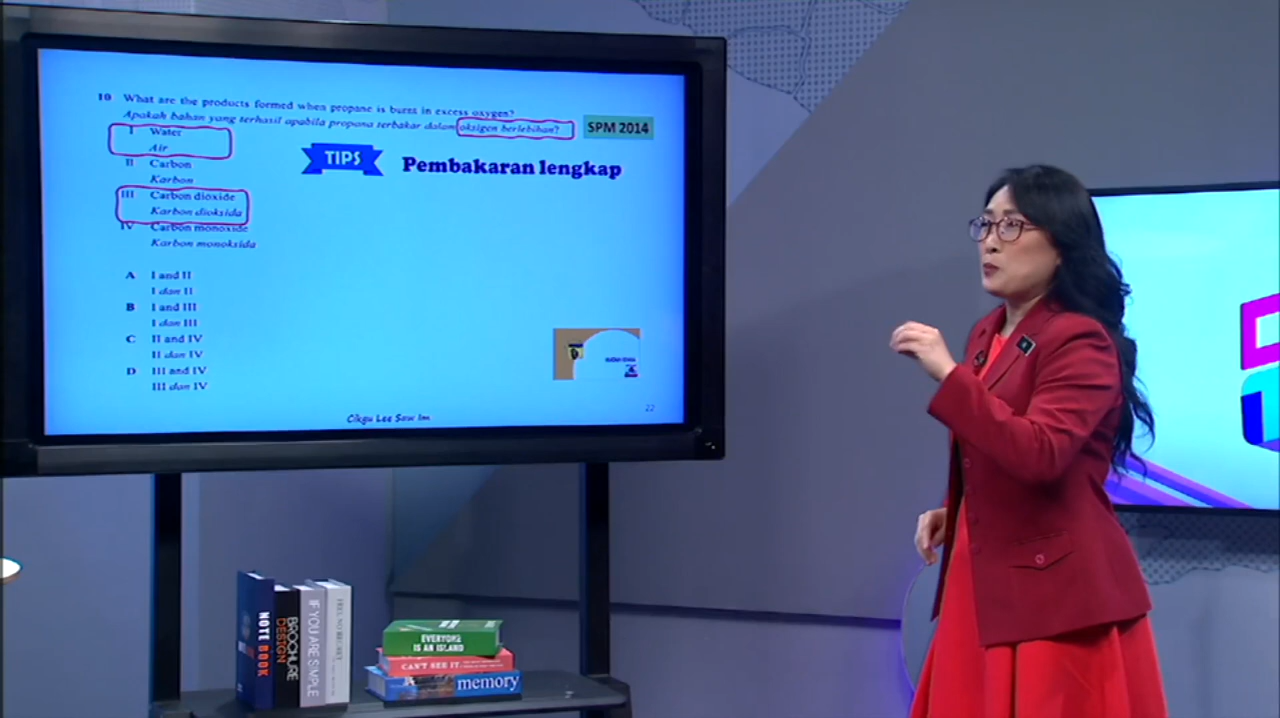 10 What are the products formed when propane is burnt in excess oxygen?
Apakah bahan yang terhasil apabila propana terbakar dalam oksigen berlebihan?
SPM 2014
I Water
Air
TIPS
Pembakaran lengkap
II Carbon
Karbon
III Carbon dioxide
Karbon dioksida
IV Carbon monoxide
Karbon monoksida
A I and II
I dan II
B I and III
I dan III
C II and IV
II dan IV
D III and IV
III dan IV
22
Cikgu Lee Saw Im
NOTE BOOK
BROCHURE DESIGN
IF YOU ARE SIMPLE
EVERYONE
IS AN ISLAND
CAN'T SEE IT
memory